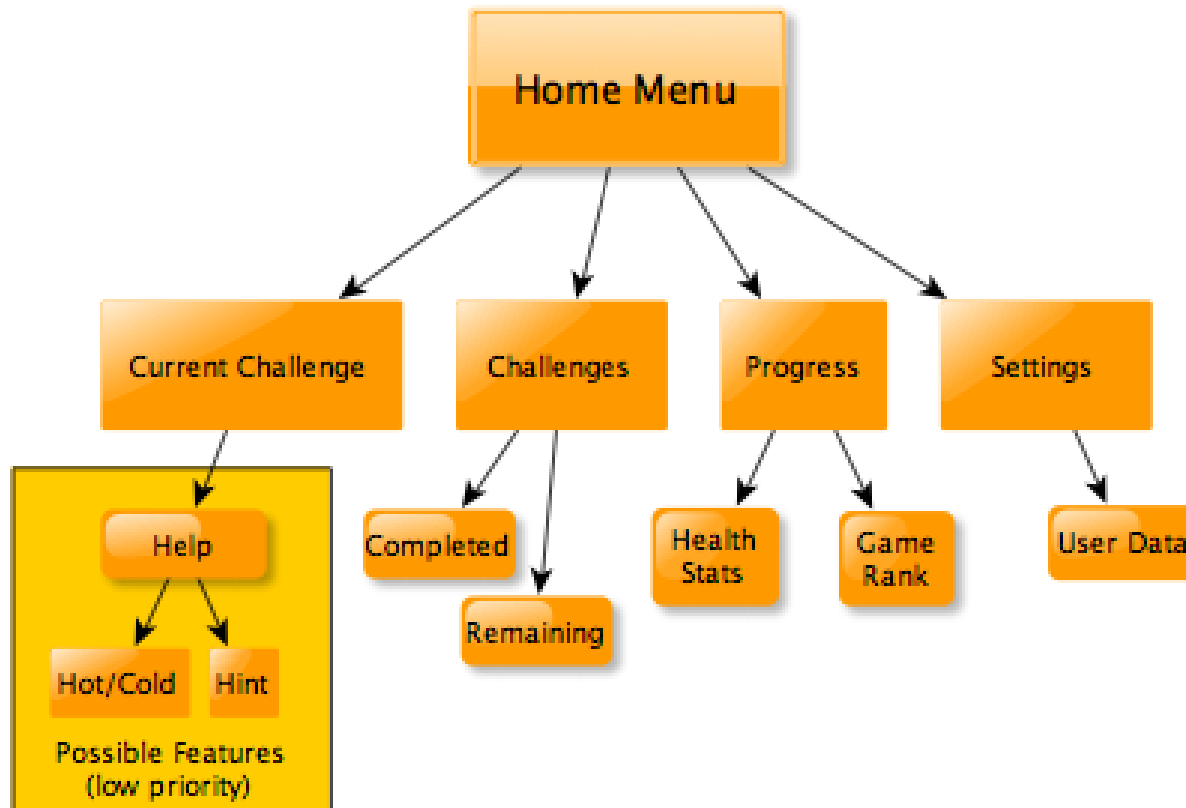 Home Menu
Current Challenge
Challenges
Progress
Settings
Help
Completed
Health
Stats
Game
Rank
User Data
Remaining
Hot/Cold
Hint
Possible Features
(low priority)